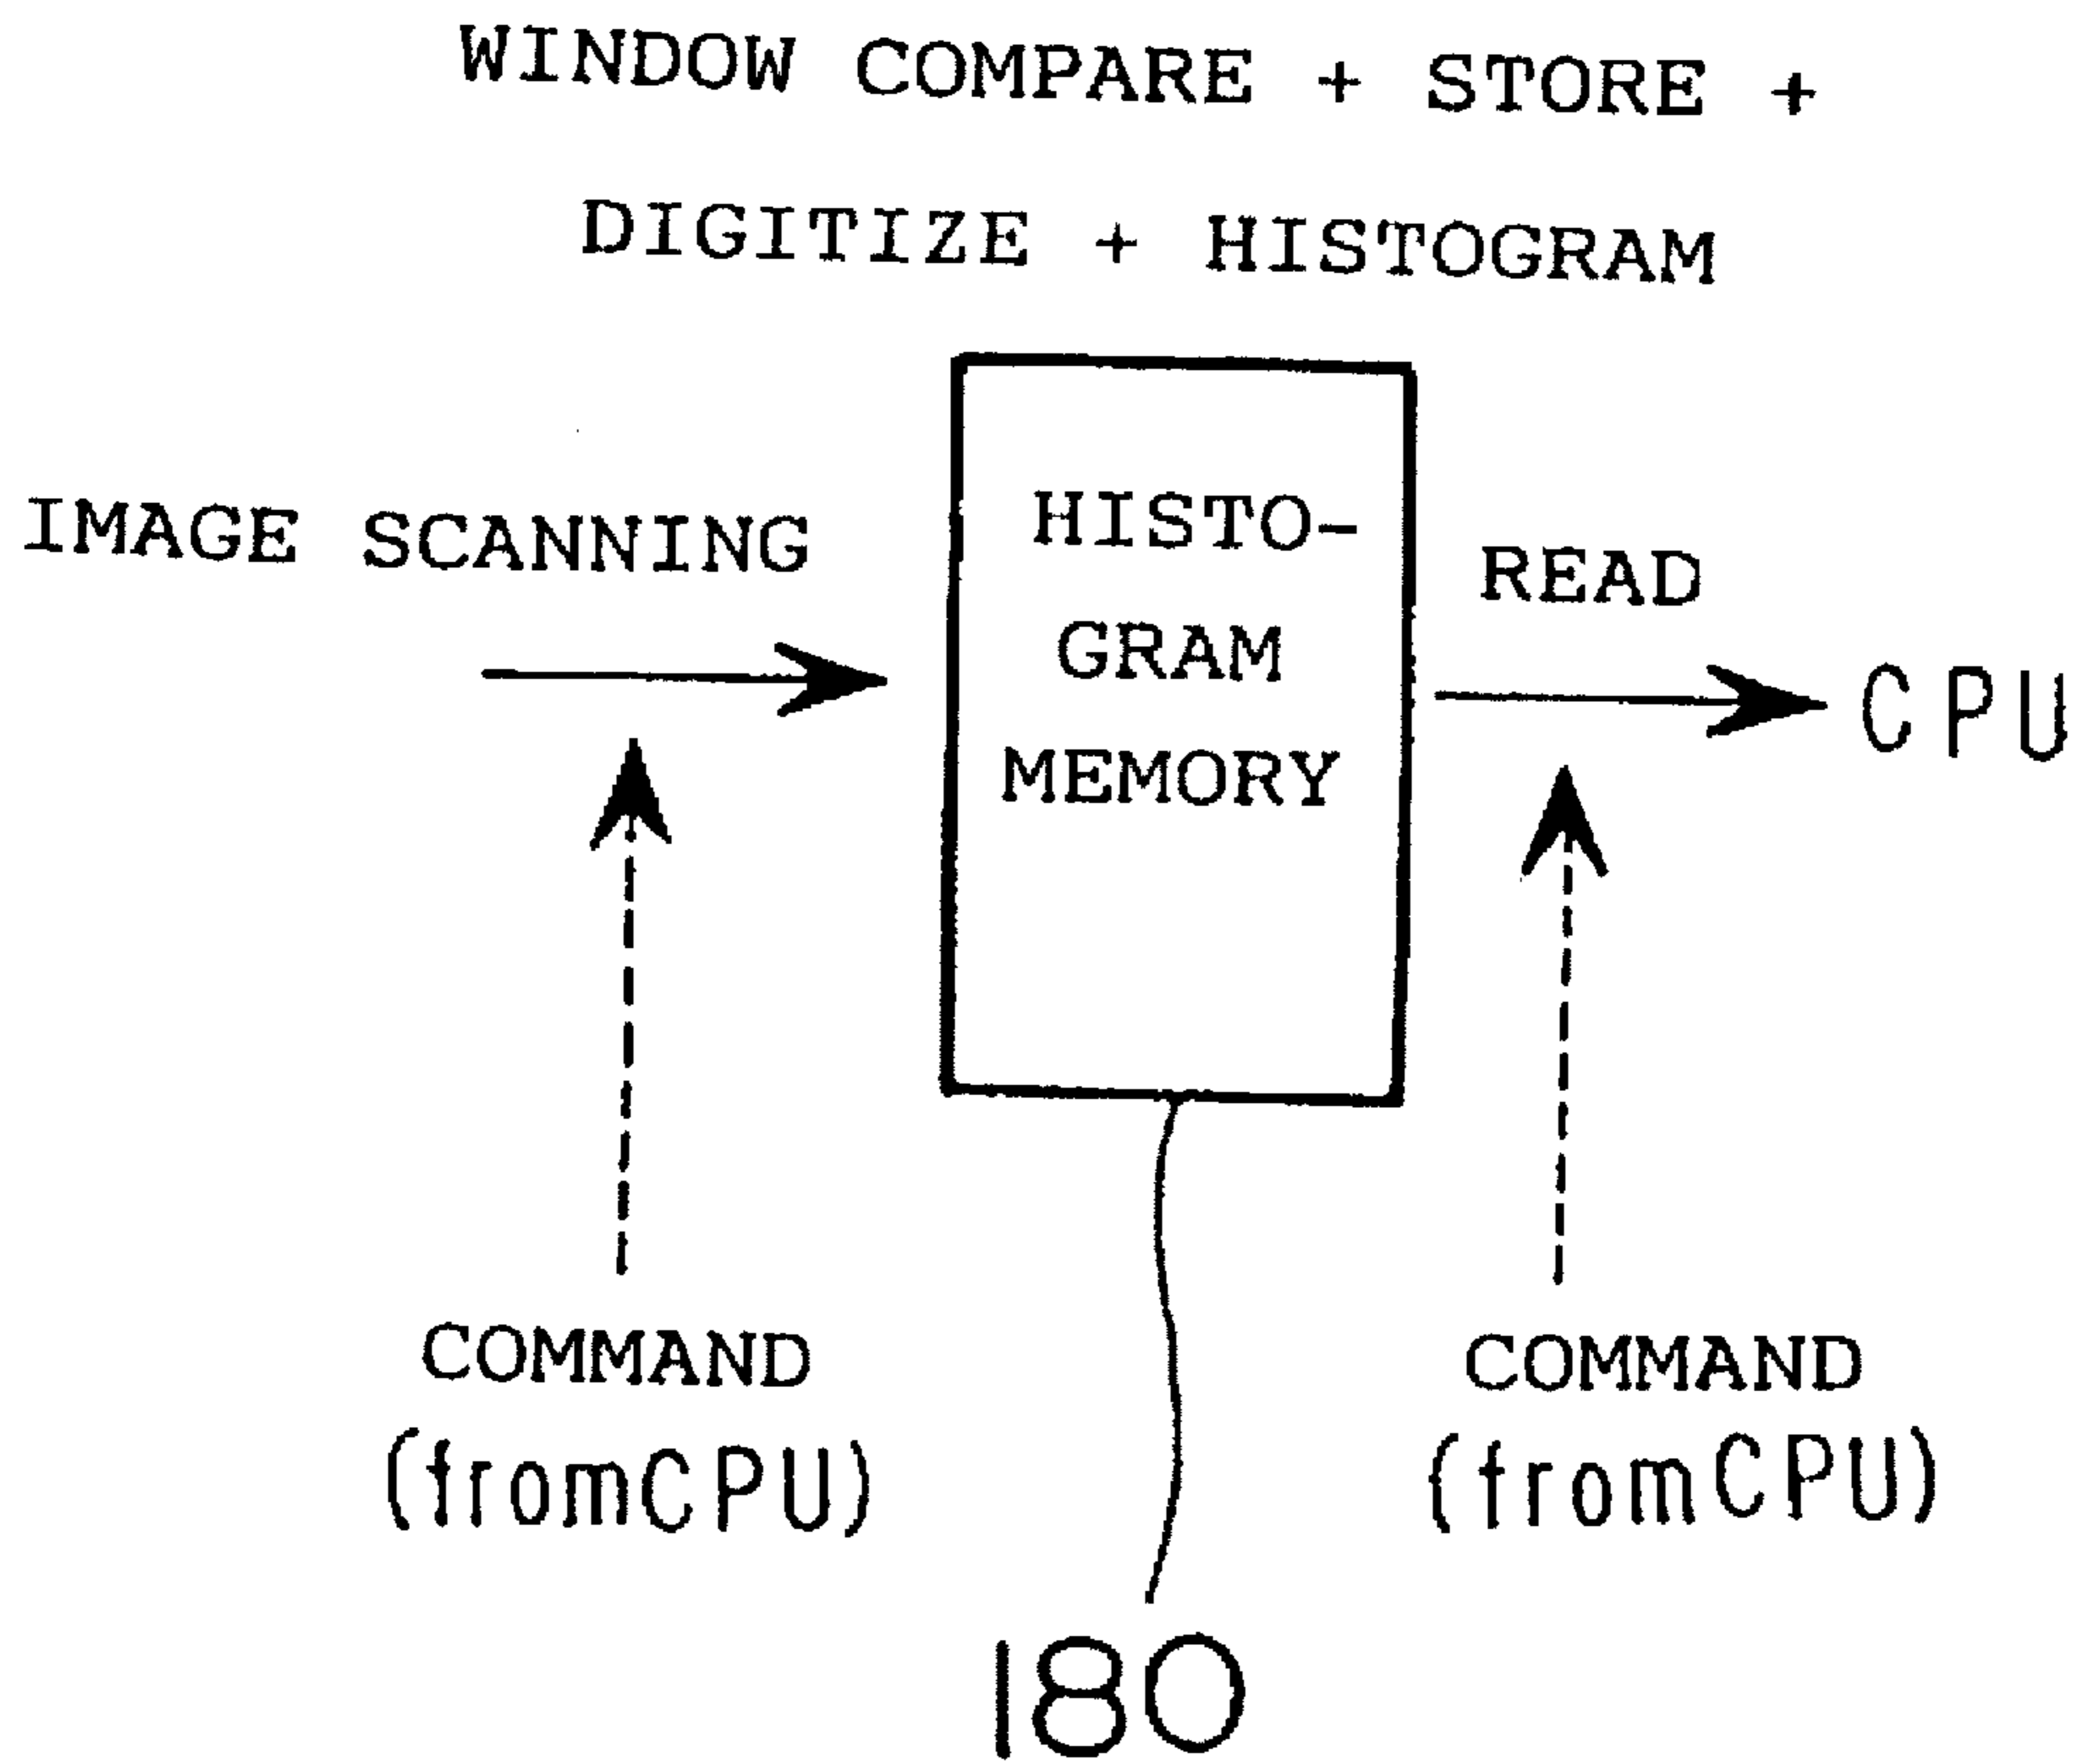 WINDOW COMPARE + STORE +
DIGITIZE + HISTOGRAM
IMAGE SCANNING
HISTO-
GRAM
MEMORY
READ
CPU
COMMAND
(fromCPU)
COMMAND
(fromCPU)
180